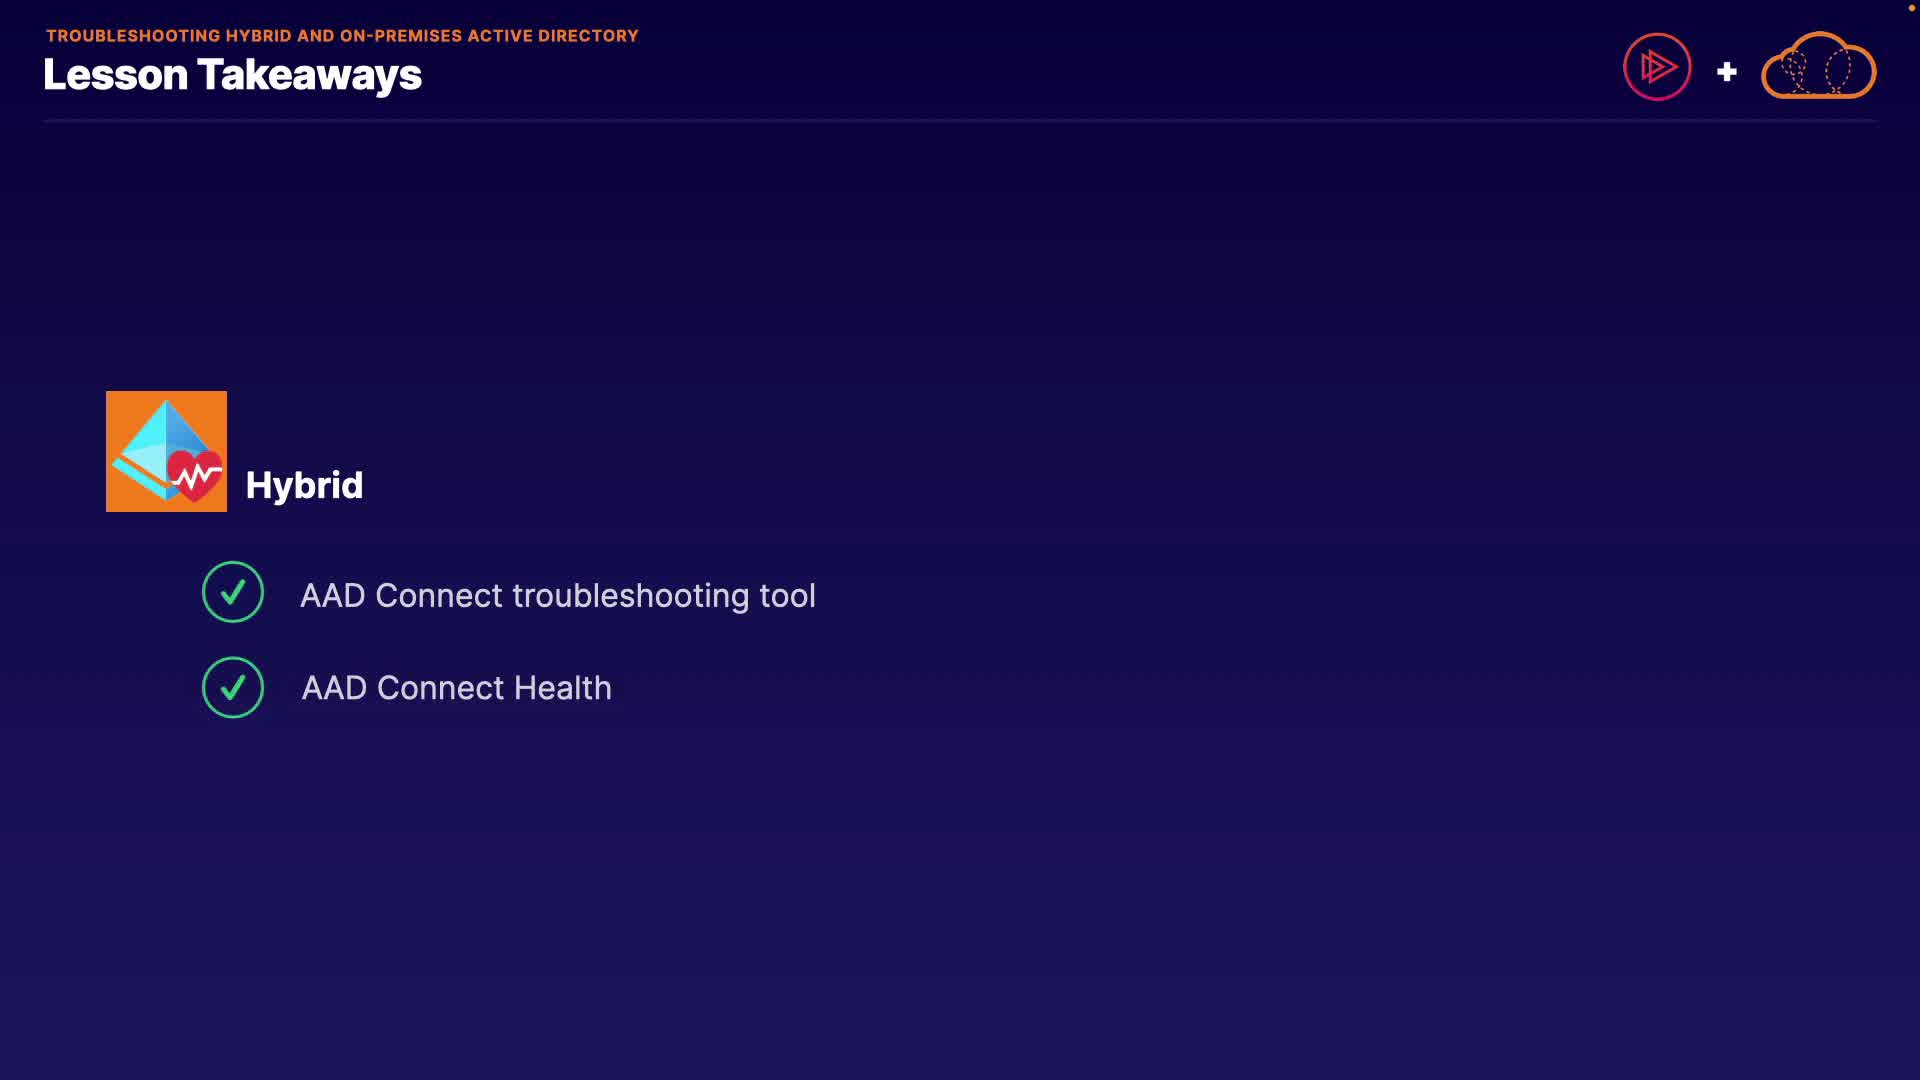 TROUBLESHOOTING HYBRID AND ON-PREMISES ACTIVE DIRECTORY
Lesson Takeaways
Hybrid
AAD Connect troubleshooting tool
AAD Connect Health